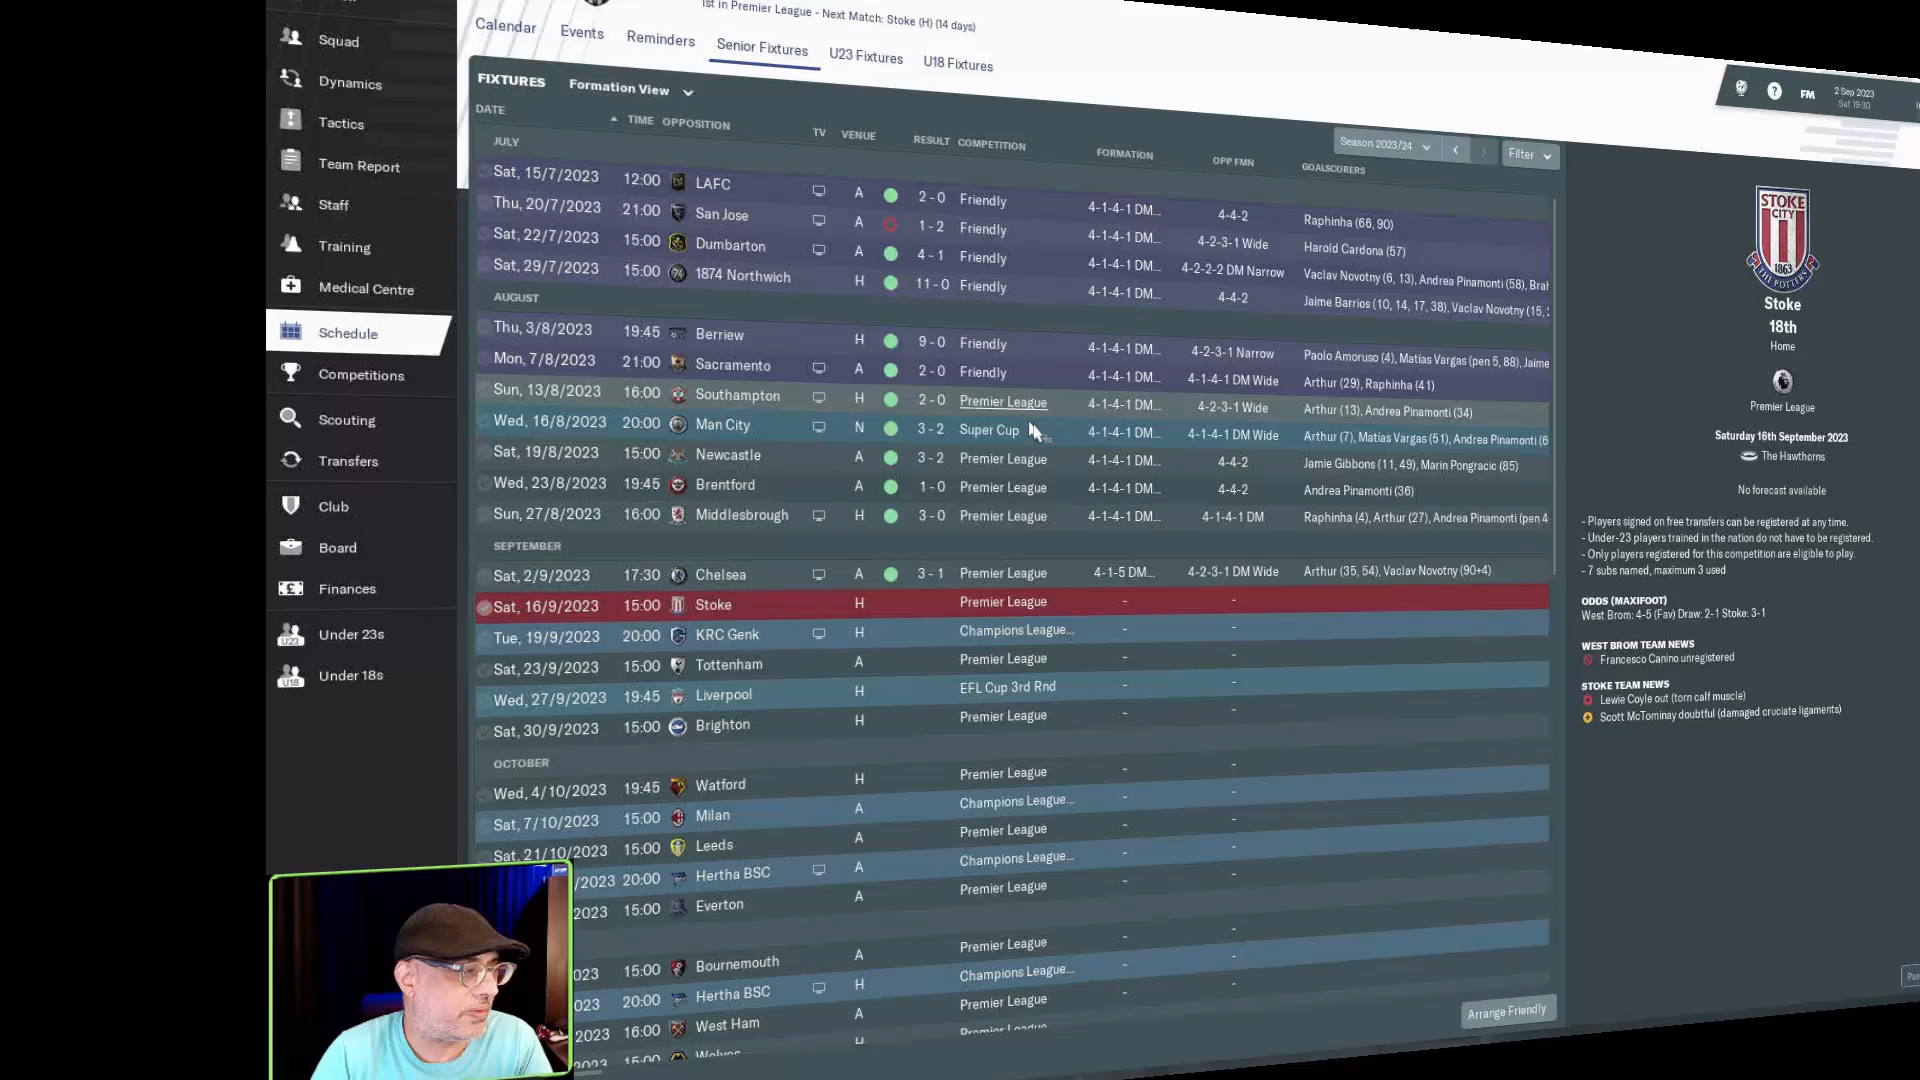 1st in Premier League - Next Match: Stoke (H) (14 days)
Calendar Events Reminders Senior Fixtures U23 Fixtures U18 Fixtures
FM 2 Sep 2023
Sat 19:30
Squad
Dynamics
Tactics
Team Report
Staff
Training
Medical Centre
Schedule
Competitions
Scouting
Transfers
Club
Board
Finances
U23 Under 23s
U18 Under 18s
FIXTURES Formation View
Season 2023/24 Filter
DATE TIME OPPOSITION TV VENUE RESULT COMPETITION FORMATION OPP FMN GOALSCORERS
JULY
Sat, 15/7/2023 12:00 LAFC A 2 - 0 Friendly 4-1-4-1 DM... 4-4-2 Raphinha (66, 90)
Thu, 20/7/2023 21:00 San Jose A 1 - 2 Friendly 4-1-4-1 DM... 4-2-3-1 Wide Harold Cardona (57)
Sat, 22/7/2023 15:00 Dumbarton A 4 - 1 Friendly 4-1-4-1 DM... 4-2-2-2 DM Narrow Vaclav Novotny (6, 13), Andrea Pinamonti (58), Brah
Sat, 29/7/2023 15:00 1874 Northwich H 11 - 0 Friendly 4-1-4-1 DM... 4-4-2 Jaime Barrios (10, 14, 17, 38), Vaclav Novotny (15,
AUGUST
Thu, 3/8/2023 19:45 Berriew H 9 - 0 Friendly 4-1-4-1 DM... 4-2-3-1 Narrow Paolo Amoruso (4), Matías Vargas (pen 5, 88), Jaime
Mon, 7/8/2023 21:00 Sacramento A 2 - 0 Friendly 4-1-4-1 DM... 4-1-4-1 DM Wide Arthur (29), Raphinha (41)
Sun, 13/8/2023 16:00 Southampton H 2 - 0 Premier League 4-1-4-1 DM... 4-2-3-1 Wide Arthur (13), Andrea Pinamonti (34)
Wed, 16/8/2023 20:00 Man City N 3 - 2 Super Cup 4-1-4-1 DM... 4-1-4-1 DM Wide Arthur (7), Matías Vargas (51), Andrea Pinamonti (6
Sat, 19/8/2023 15:00 Newcastle A 3 - 2 Premier League 4-1-4-1 DM... 4-4-2 Jamie Gibbons (11, 49), Marin Pongracic (85)
Wed, 23/8/2023 19:45 Brentford A 1 - 0 Premier League 4-1-4-1 DM... 4-4-2 Andrea Pinamonti (36)
Sun, 27/8/2023 16:00 Middlesbrough H 3 - 0 Premier League 4-1-4-1 DM... 4-1-4-1 DM Raphinha (4), Arthur (27), Andrea Pinamonti (pen 4
SEPTEMBER
Sat, 2/9/2023 17:30 Chelsea A 3 - 1 Premier League 4-1-5 DM... 4-2-3-1 DM Wide Arthur (35, 54), Vaclav Novotny (90+4)
Sat, 16/9/2023 15:00 Stoke H Premier League - -
Tue, 19/9/2023 20:00 KRC Genk H Champions League... - -
Sat, 23/9/2023 15:00 Tottenham A Premier League - -
Wed, 27/9/2023 19:45 Liverpool H EFL Cup 3rd Rnd - -
Sat, 30/9/2023 15:00 Brighton H Premier League - -
OCTOBER
Wed, 4/10/2023 19:45 Watford H Premier League - -
Sat, 7/10/2023 15:00 Milan A Champions League... - -
Sat, 21/10/2023 15:00 Leeds A Premier League - -
/2023 20:00 Hertha BSC A Champions League... - -
2023 15:00 Everton A Premier League - -
023 15:00 Bournemouth A Premier League - -
023 20:00 Hertha BSC H Champions League... - -
2023 16:00 West Ham A Premier League - -
2023 15:00 Wolves H Premier League
Arrange Friendly
STOKE CITY
1863
THE POTTERS
Stoke
18th
Home
Premier League
Saturday 16th September 2023
The Hawthorns
No forecast available
- Players signed on free transfers can be registered at any time.
- Under-23 players trained in the nation do not have to be registered.
- Only players registered for this competition are eligible to play.
- 7 subs named, maximum 3 used
ODDS (MAXIFOOT)
West Brom: 4-5 (Fav) Draw: 2-1 Stoke: 3-1
WEST BROM TEAM NEWS
Francesco Canino unregistered
STOKE TEAM NEWS
Lewie Coyle out (torn calf muscle)
Scott McTominay doubtful (damaged cruciate ligaments)